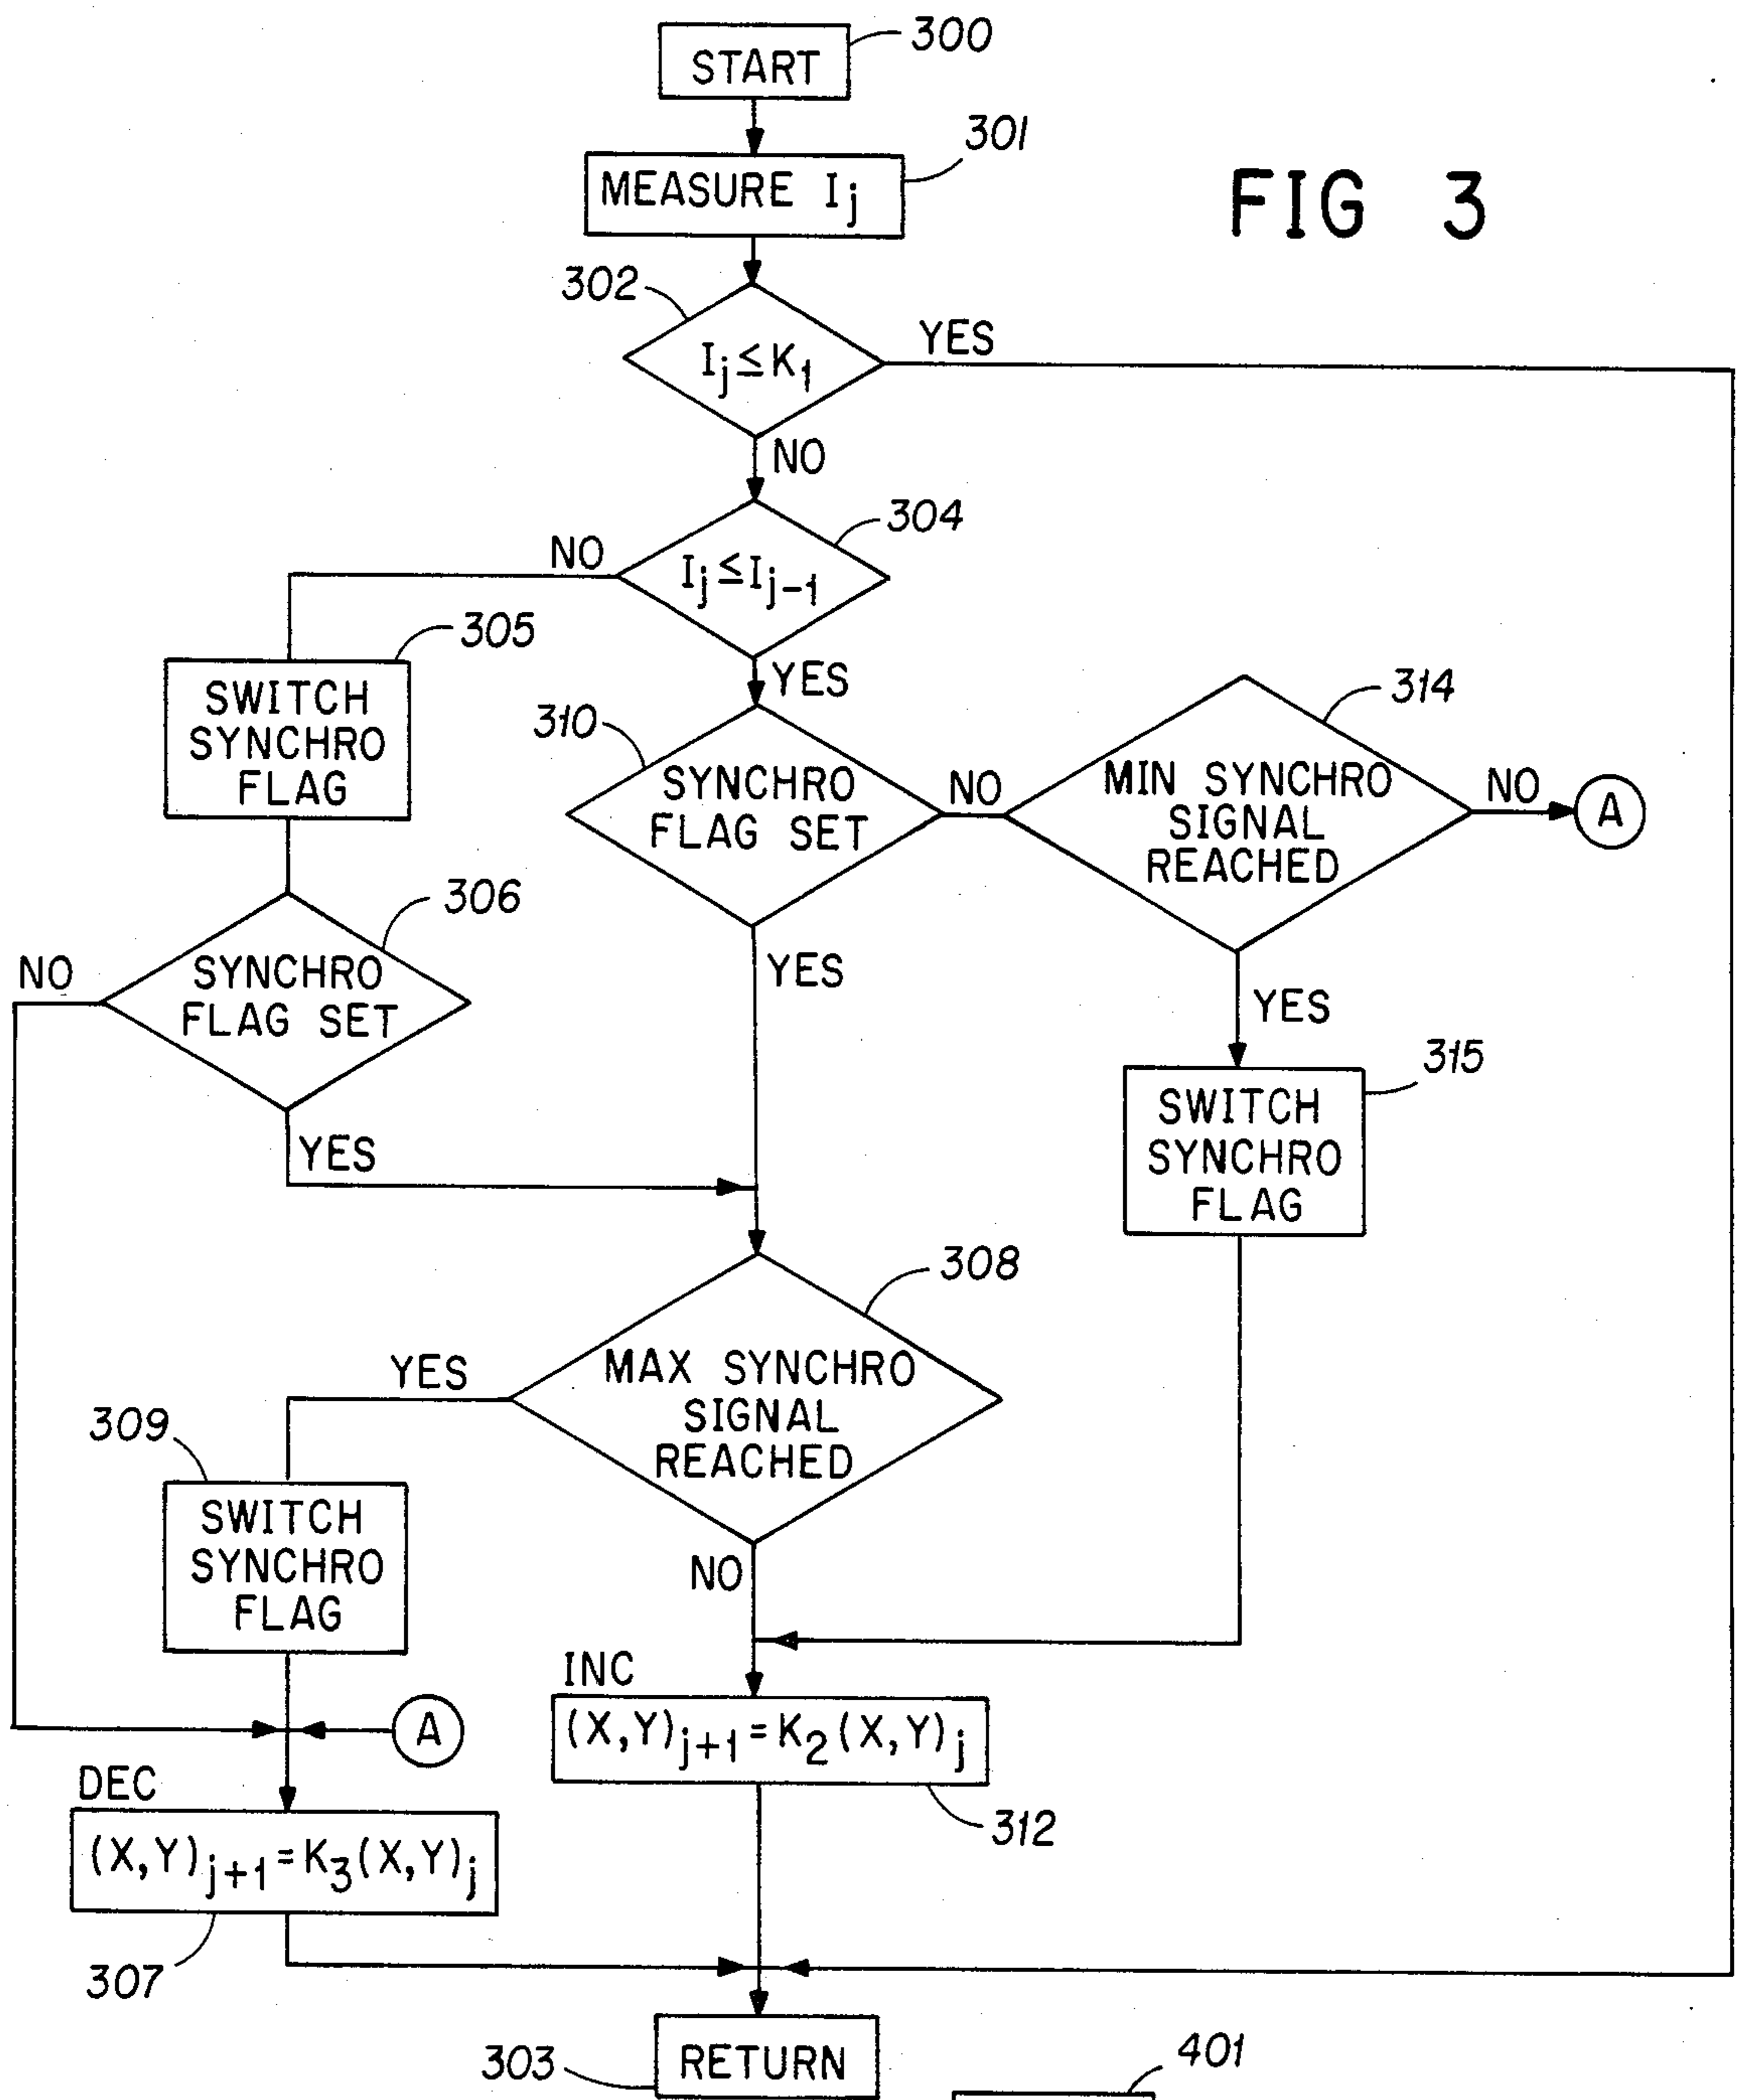 300
START
301
MEASURE Ij
FIG 3
302
Ij ≤ K1
YES
NO
304
NO
Ij ≤ Ij-1
305
YES
SWITCH
SYNCHRO
FLAG
310
SYNCHRO
FLAG SET
NO
314
MIN SYNCHRO
SIGNAL
REACHED
NO
A
306
NO
SYNCHRO
FLAG SET
YES
YES
YES
315
SWITCH
SYNCHRO
FLAG
308
YES
MAX SYNCHRO
SIGNAL
REACHED
309
SWITCH
SYNCHRO
FLAG
NO
INC
A
(X,Y)j+1 = K2 (X,Y)j
312
DEC
(X,Y)j+1 = K3 (X,Y)j
307
303
RETURN
401